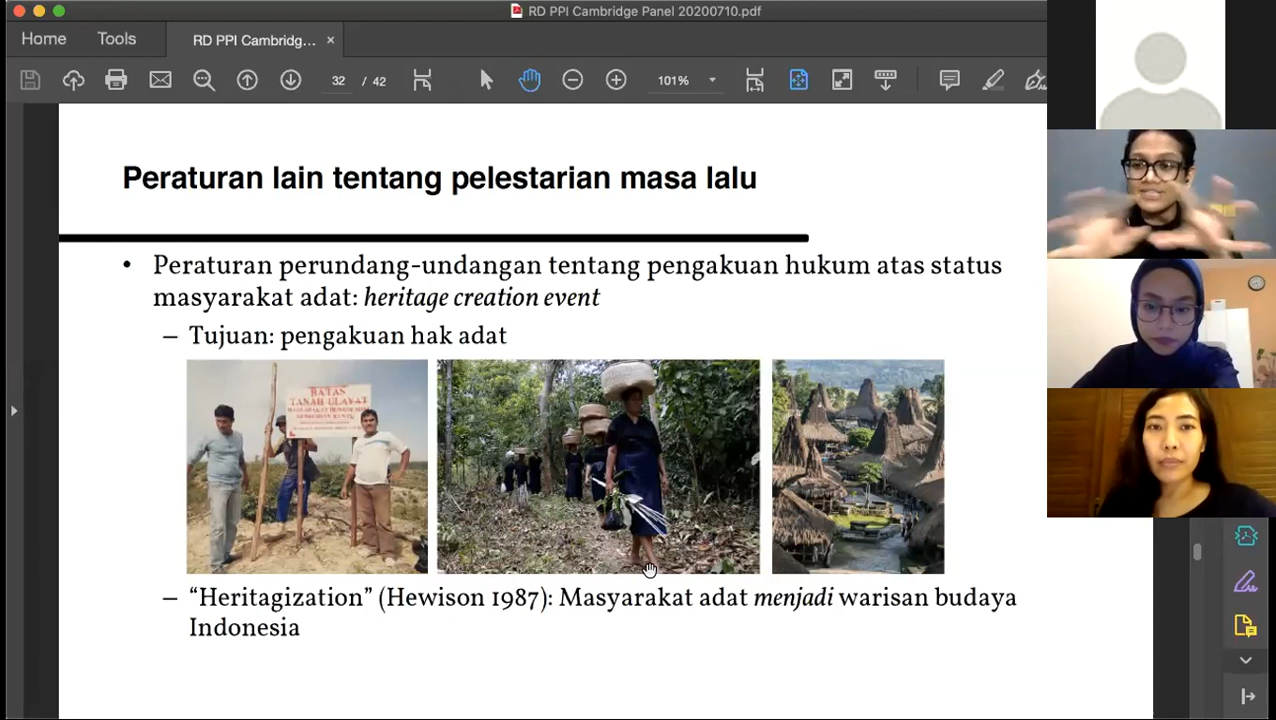 RD PPI Cambridge Panel 20200710.pdf
Home Tools RD PPI Cambridg... ×
32 / 42 101%
Peraturan lain tentang pelestarian masa lalu
• Peraturan perundang-undangan tentang pengakuan hukum atas status
masyarakat adat: heritage creation event
– Tujuan: pengakuan hak adat
BATAS
TANAH ULAYAT
– “Heritagization” (Hewison 1987): Masyarakat adat menjadi warisan budaya
Indonesia